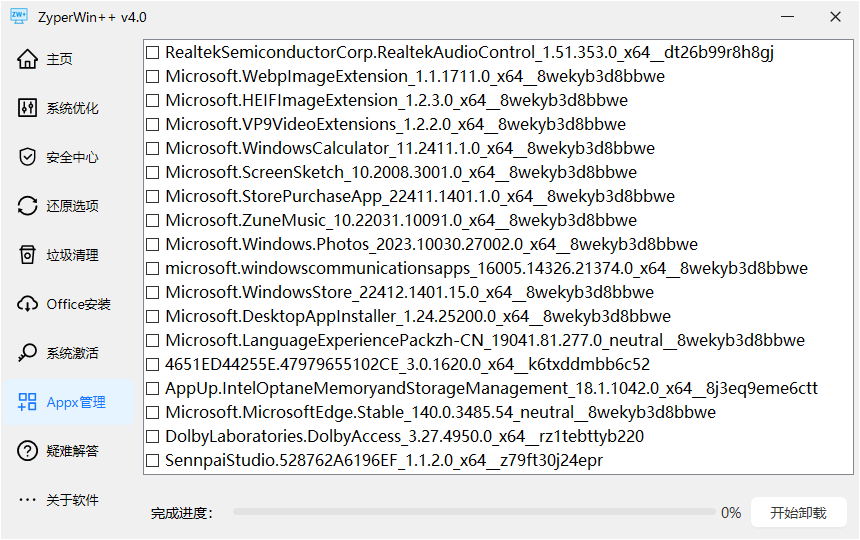 ZW+
ZyperWin++ v4.0
主页
系统优化
安全中心
还原选项
垃圾清理
Office安装
系统激活
Appx管理
疑难解答
关于软件
RealtekSemiconductorCorp.RealtekAudioControl_1.51.353.0_x64__dt26b99r8h8gj
Microsoft.WebpImageExtension_1.1.1711.0_x64__8wekyb3d8bbwe
Microsoft.HEIFImageExtension_1.2.3.0_x64__8wekyb3d8bbwe
Microsoft.VP9VideoExtensions_1.2.2.0_x64__8wekyb3d8bbwe
Microsoft.WindowsCalculator_11.2411.1.0_x64__8wekyb3d8bbwe
Microsoft.ScreenSketch_10.2008.3001.0_x64__8wekyb3d8bbwe
Microsoft.StorePurchaseApp_22411.1401.1.0_x64__8wekyb3d8bbwe
Microsoft.ZuneMusic_10.22031.10091.0_x64__8wekyb3d8bbwe
Microsoft.Windows.Photos_2023.10030.27002.0_x64__8wekyb3d8bbwe
microsoft.windowscommunicationsapps_16005.14326.21374.0_x64__8wekyb3d8bbwe
Microsoft.WindowsStore_22412.1401.15.0_x64__8wekyb3d8bbwe
Microsoft.DesktopAppInstaller_1.24.25200.0_x64__8wekyb3d8bbwe
Microsoft.LanguageExperiencePackzh-CN_19041.81.277.0_neutral__8wekyb3d8bbwe
4651ED44255E.47979655102CE_3.0.1620.0_x64__k6txddmbb6c52
AppUp.IntelOptaneMemoryandStorageManagement_18.1.1042.0_x64__8j3eq9eme6ctt
Microsoft.MicrosoftEdge.Stable_140.0.3485.54_neutral__8wekyb3d8bbwe
DolbyLaboratories.DolbyAccess_3.27.4950.0_x64__rz1tebttyb220
SennpaiStudio.528762A6196EF_1.1.2.0_x64__z79ft30j24epr
完成进度：
0%
开始卸载